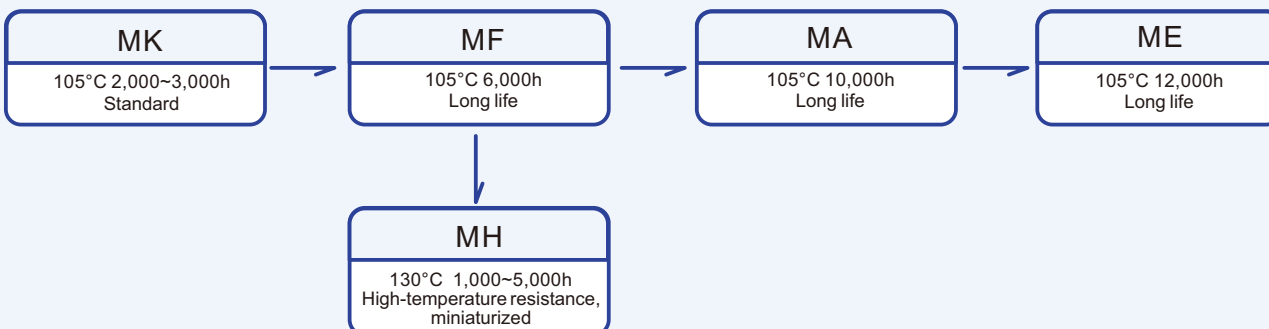 MK
105°C 2,000~3,000h
Standard
MF
105°C 6,000h
Long life
MA
105°C 10,000h
Long life
ME
105°C 12,000h
Long life
MH
130°C 1,000~5,000h
High-temperature resistance,
miniaturized